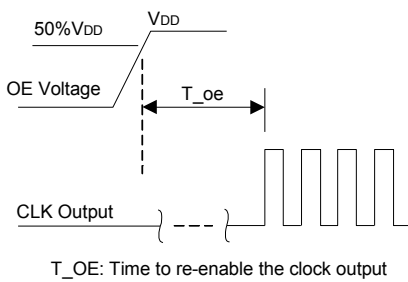 VDD
50%VDD
OE Voltage
T_oe
CLK Output
T_OE: Time to re-enable the clock output